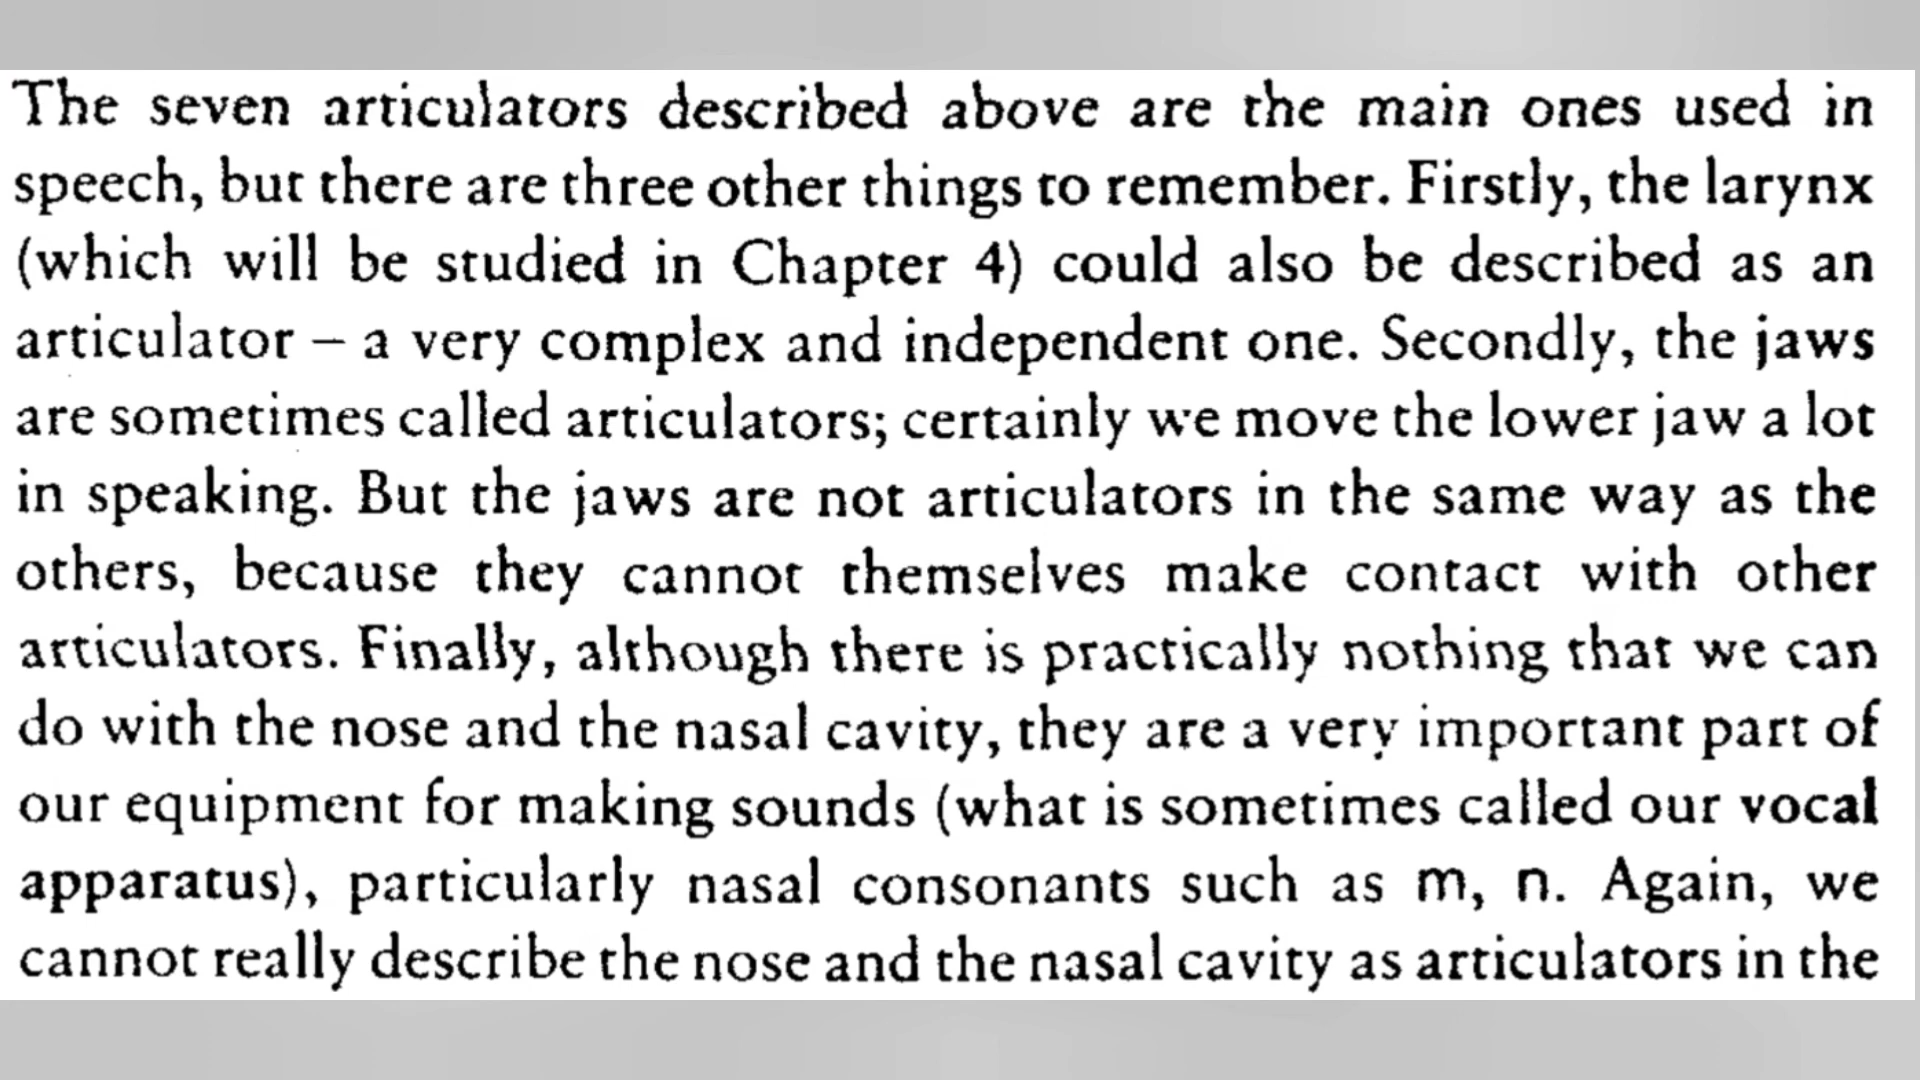 The seven articulators described above are the main ones used in
speech, but there are three other things to remember. Firstly, the larynx
(which will be studied in Chapter 4) could also be described as an
articulator – a very complex and independent one. Secondly, the jaws
are sometimes called articulators; certainly we move the lower jaw a lot
in speaking. But the jaws are not articulators in the same way as the
others, because they cannot themselves make contact with other
articulators. Finally, although there is practically nothing that we can
do with the nose and the nasal cavity, they are a very important part of
our equipment for making sounds (what is sometimes called our vocal
apparatus), particularly nasal consonants such as m, n. Again, we
cannot really describe the nose and the nasal cavity as articulators in the